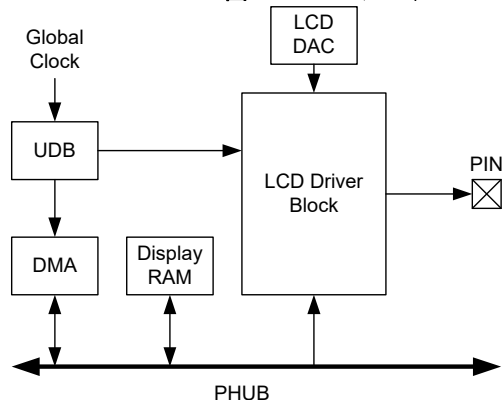 Global
Clock
LCD
DAC
UDB
LCD Driver
Block
PIN
DMA
Display
RAM
PHUB